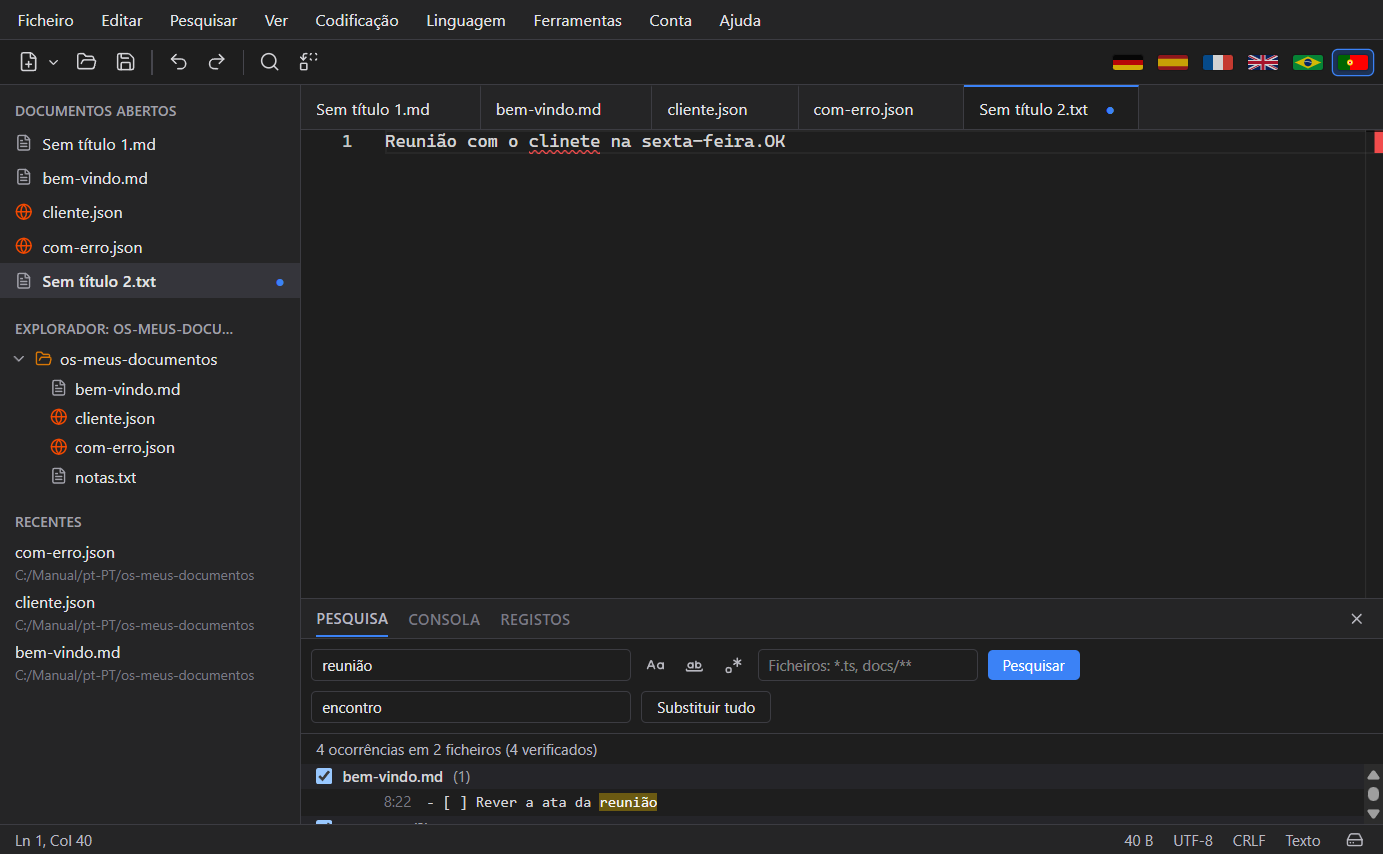 Ficheiro Editar Pesquisar Ver Codificação Linguagem Ferramentas Conta Ajuda
DOCUMENTOS ABERTOS
Sem título 1.md
bem-vindo.md
cliente.json
com-erro.json
Sem título 2.txt
EXPLORADOR: OS-MEUS-DOCU...
os-meus-documentos
bem-vindo.md
cliente.json
com-erro.json
notas.txt
RECENTES
com-erro.json
C:/Manual/pt-PT/os-meus-documentos
cliente.json
C:/Manual/pt-PT/os-meus-documentos
bem-vindo.md
C:/Manual/pt-PT/os-meus-documentos
Sem título 1.md bem-vindo.md cliente.json com-erro.json Sem título 2.txt
1 Reunião com o clinete na sexta-feira.OK
PESQUISA CONSOLA REGISTOS
reunião Aa ab Ficheiros: *.ts, docs/** Pesquisar
encontro Substituir tudo
4 ocorrências em 2 ficheiros (4 verificados)
bem-vindo.md (1)
8:22 - [ ] Rever a ata da reunião
Ln 1, Col 40 40 B UTF-8 CRLF Texto